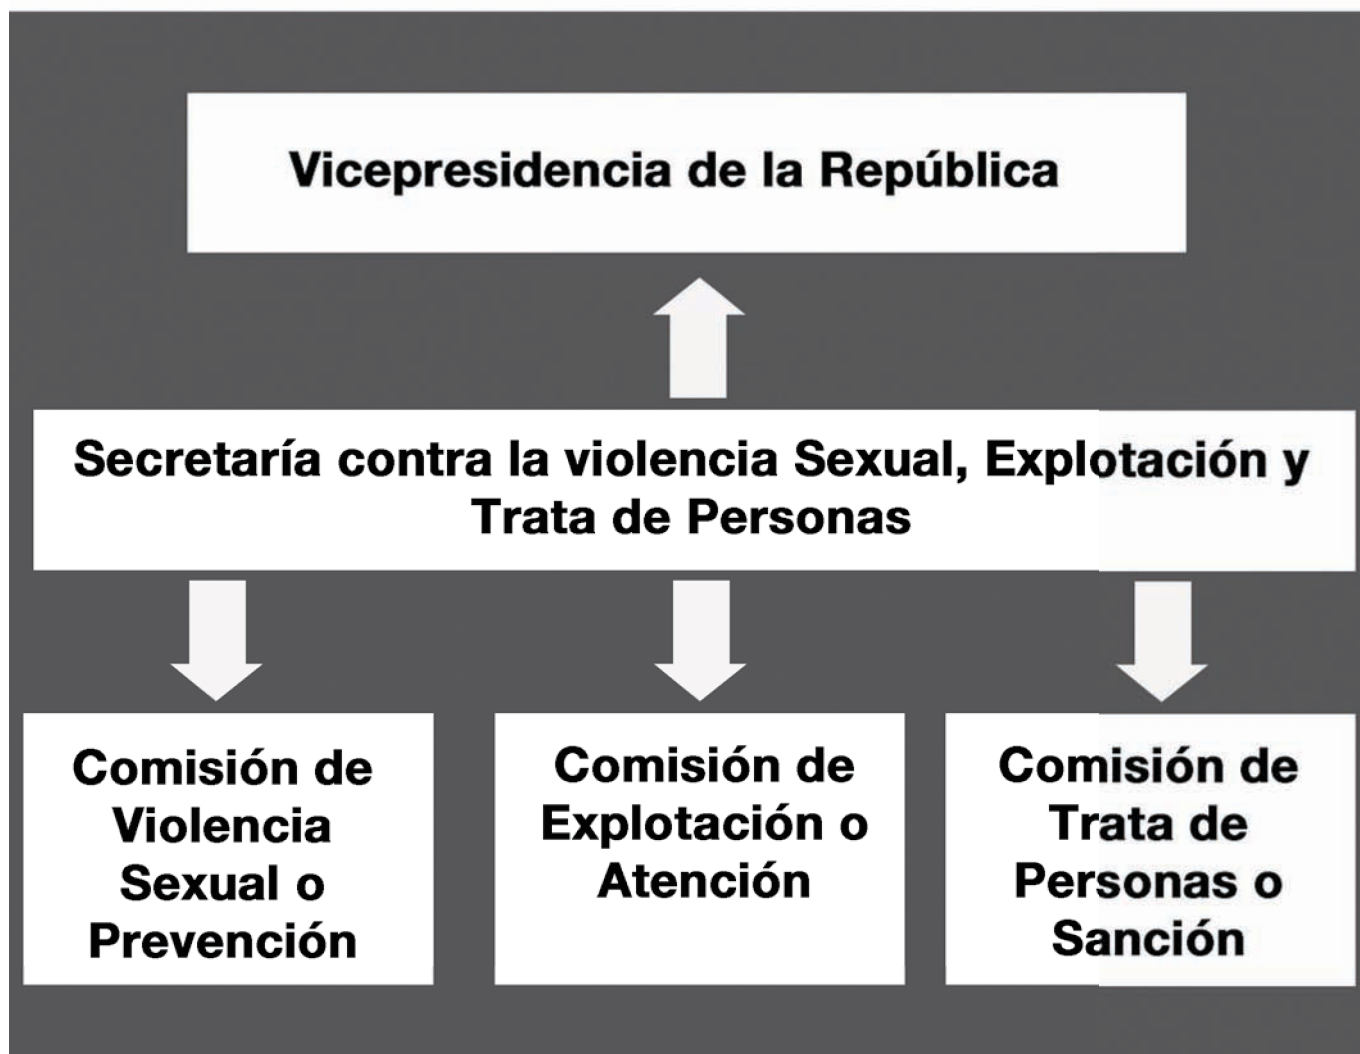 Vicepresidencia de la República
Secretaría contra la violencia Sexual, Explotación y
Trata de Personas
Comisión de
Violencia
Sexual o
Prevención
Comisión de
Explotación o
Atención
Comisión de
Trata de
Personas o
Sanción